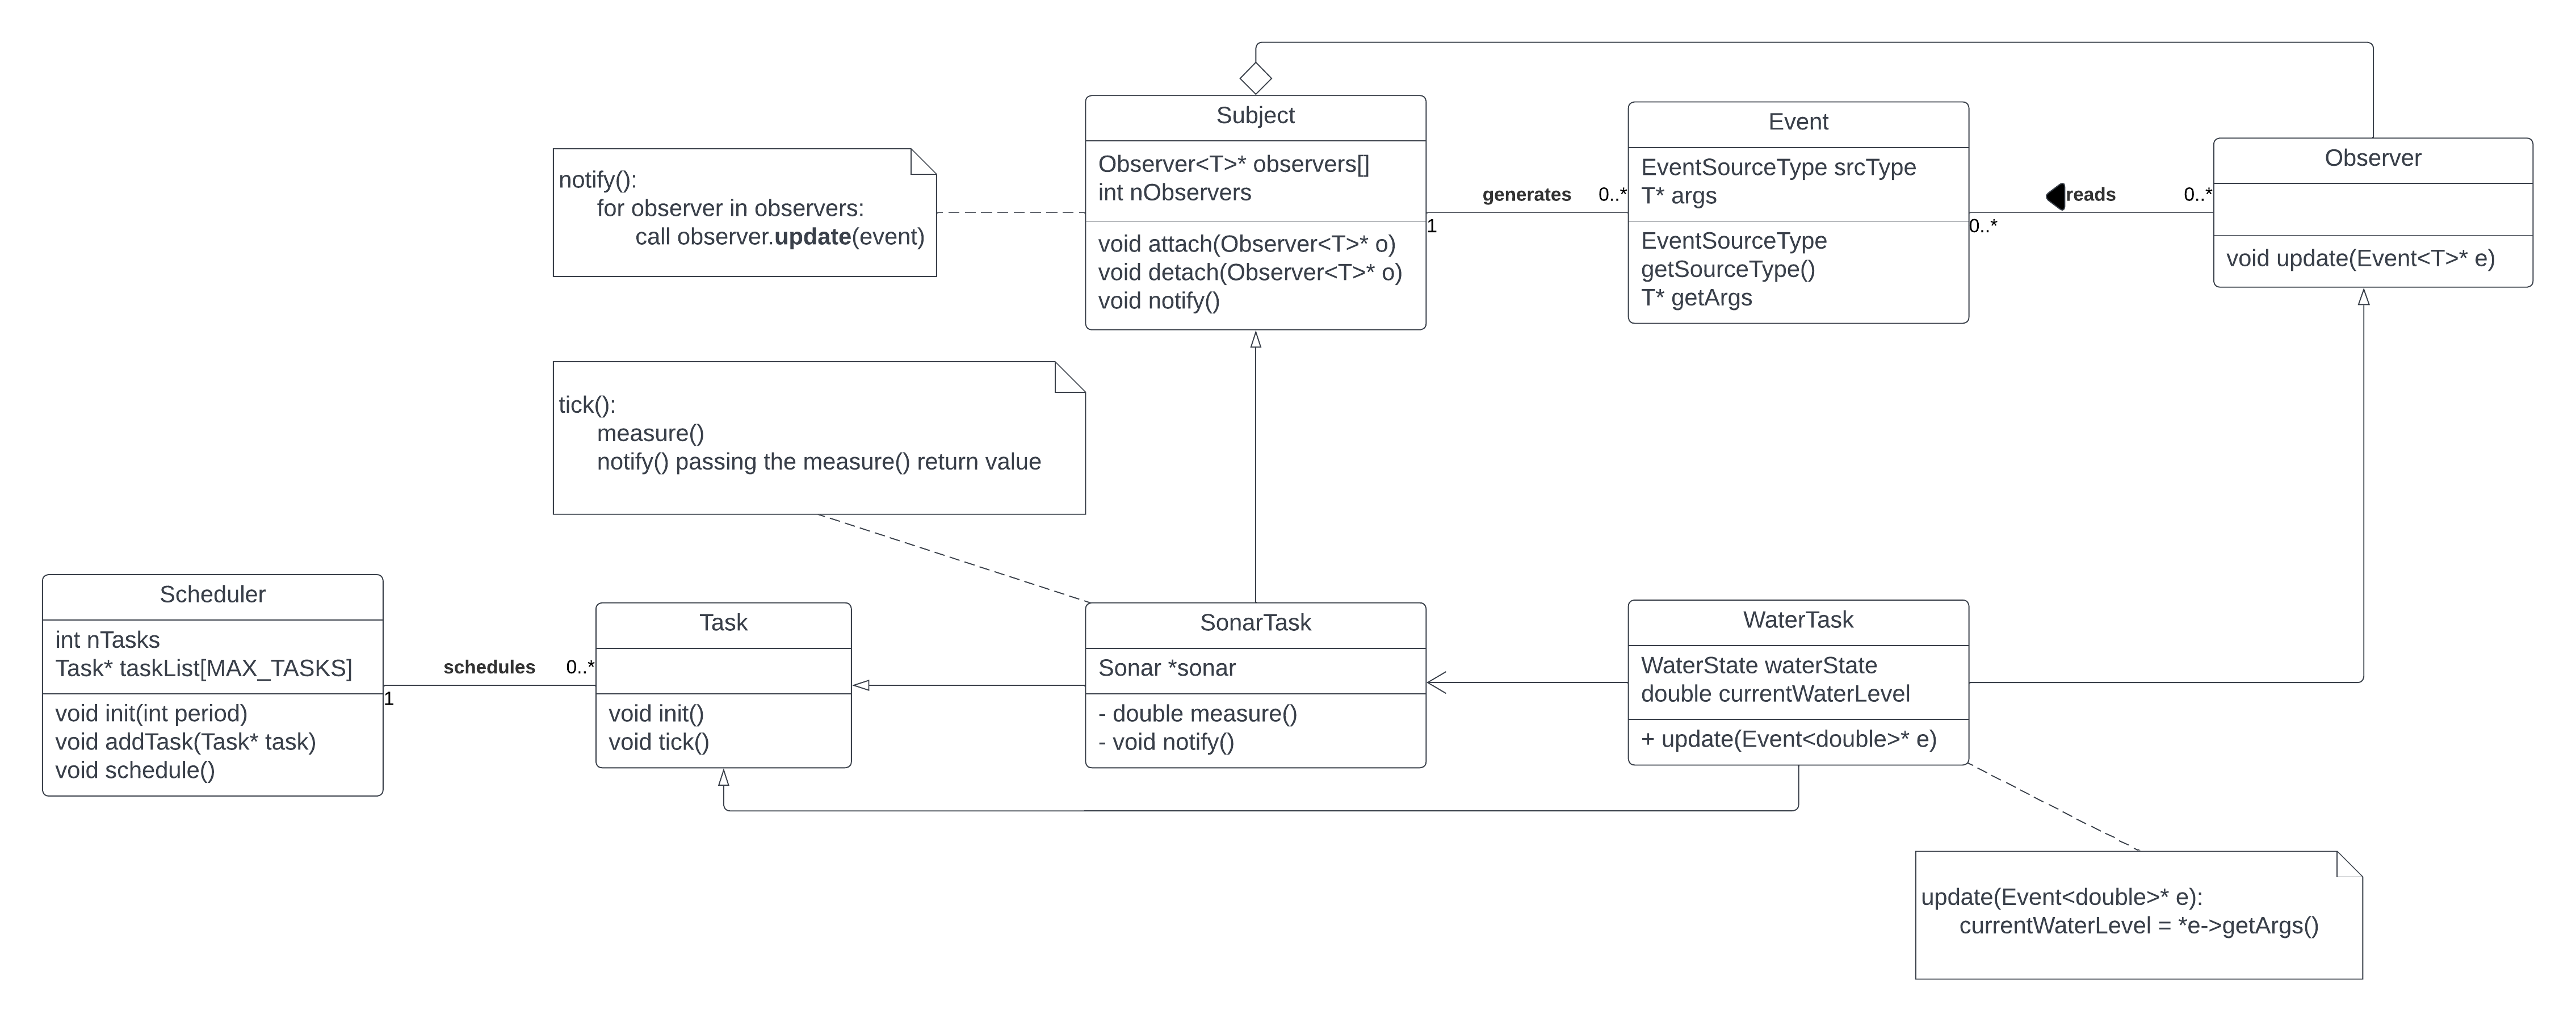 Subject
Observer<T>* observers[]
int nObservers
void attach(Observer<T>* o)
void detach(Observer<T>* o)
void notify()
generates
0..*
1
Event
EventSourceType srcType
T* args
EventSourceType
getSourceType()
T* getArgs
reads
0..*
0..*
Observer
void update(Event<T>* e)
notify():
for observer in observers:
call observer.update(event)
tick():
measure()
notify() passing the measure() return value
Scheduler
int nTasks
Task* taskList[MAX_TASKS]
void init(int period)
void addTask(Task* task)
void schedule()
schedules
0..*
1
Task
void init()
void tick()
SonarTask
Sonar *sonar
- double measure()
- void notify()
WaterTask
WaterState waterState
double currentWaterLevel
+ update(Event<double>* e)
update(Event<double>* e):
currentWaterLevel = *e->getArgs()